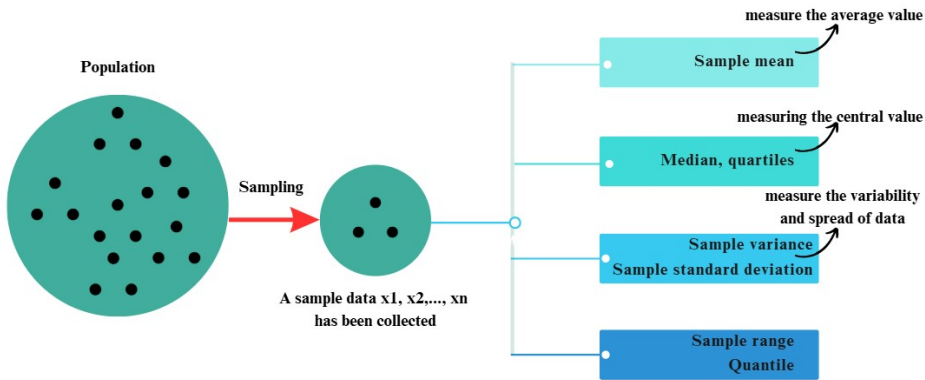 Population
Sampling
A sample data x1, x2,..., xn
has been collected
measure the average value
Sample mean
measuring the central value
Median, quartiles
measure the variability
and spread of data
Sample variance
Sample standard deviation
Sample range
Quantile